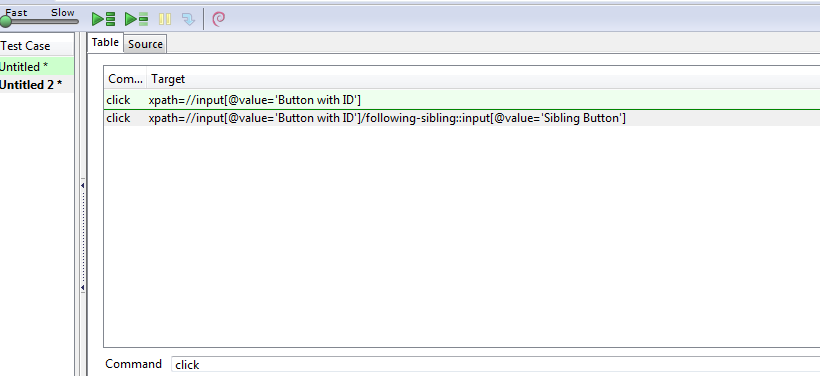 Fast Slow
Test Case Table Source
Untitled *
Untitled 2 *
Com... Target
click xpath=//input[@value='Button with ID']
click xpath=//input[@value='Button with ID']/following-sibling::input[@value='Sibling Button']
Command click